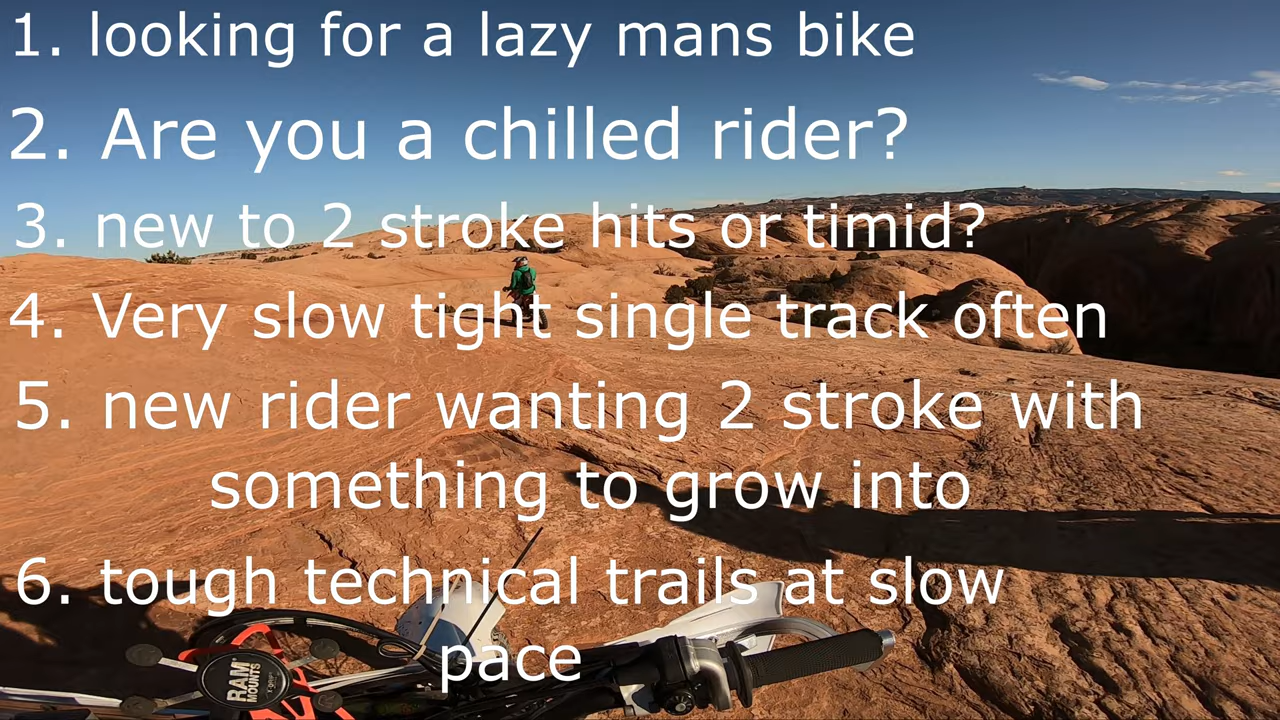 1. looking for a lazy mans bike
2. Are you a chilled rider?
3. new to 2 stroke hits or timid?
4. Very slow tight single track often
5. new rider wanting 2 stroke with
something to grow into
6. tough technical trails at slow
pace
RAM
MOUNTS